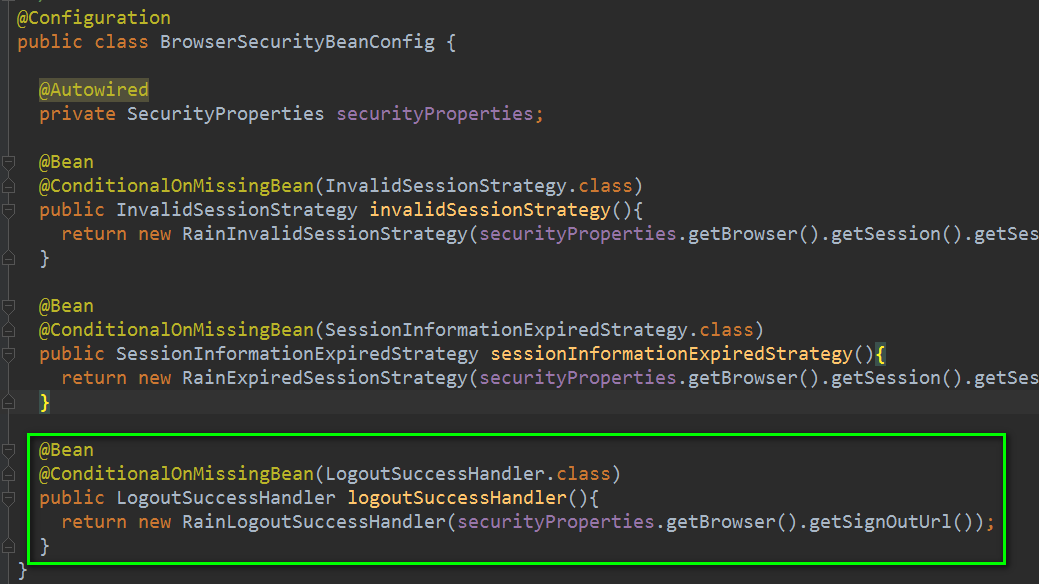 @Configuration
public class BrowserSecurityBeanConfig {
@Autowired
private SecurityProperties securityProperties;
@Bean
@ConditionalOnMissingBean(InvalidSessionStrategy.class)
public InvalidSessionStrategy invalidSessionStrategy(){
return new RainInvalidSessionStrategy(securityProperties.getBrowser().getSession().getSes
}
@Bean
@ConditionalOnMissingBean(SessionInformationExpiredStrategy.class)
public SessionInformationExpiredStrategy sessionInformationExpiredStrategy(){
return new RainExpiredSessionStrategy(securityProperties.getBrowser().getSession().getSes
}
@Bean
@ConditionalOnMissingBean(LogoutSuccessHandler.class)
public LogoutSuccessHandler logoutSuccessHandler(){
return new RainLogoutSuccessHandler(securityProperties.getBrowser().getSignOutUrl());
}
}